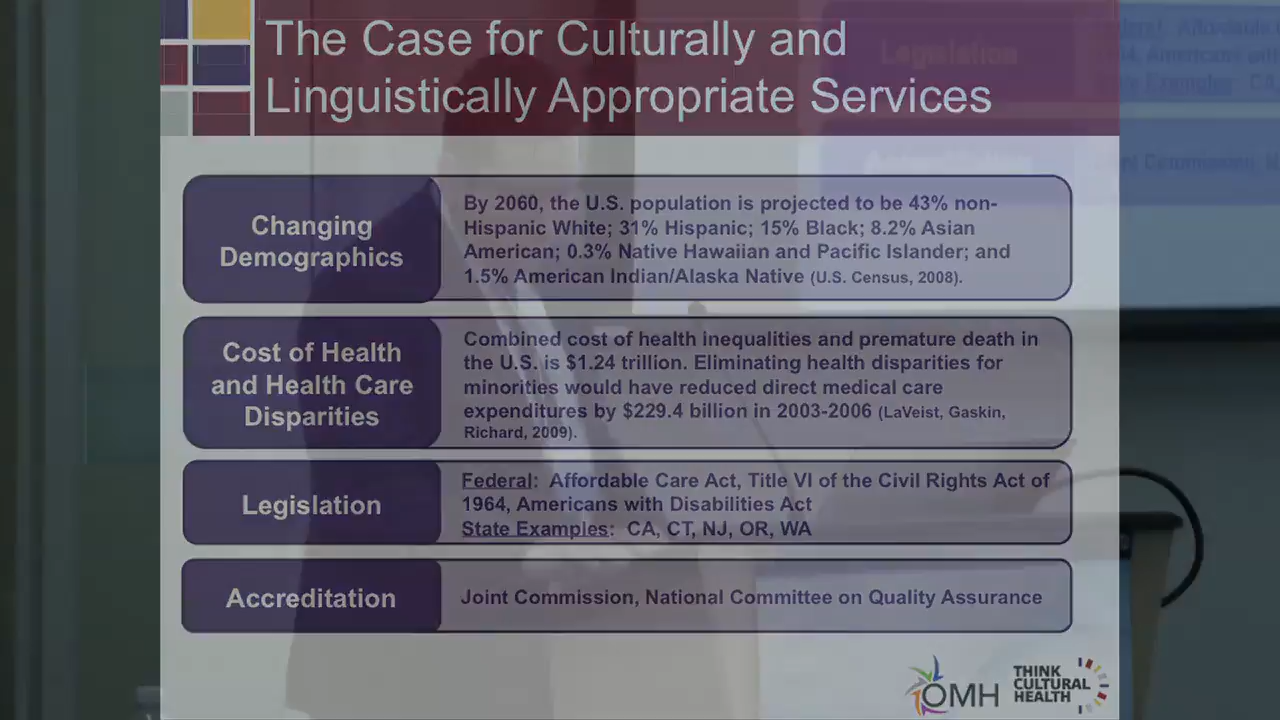 The Case for Culturally and
Linguistically Appropriate Services
Changing
Demographics
By 2060, the U.S. population is projected to be 43% non-
Hispanic White; 31% Hispanic; 15% Black; 8.2% Asian
American; 0.3% Native Hawaiian and Pacific Islander; and
1.5% American Indian/Alaska Native (U.S. Census, 2008).
Cost of Health
and Health Care
Disparities
Combined cost of health inequalities and premature death in
the U.S. is $1.24 trillion. Eliminating health disparities for
minorities would have reduced direct medical care
expenditures by $229.4 billion in 2003-2006 (LaVeist, Gaskin,
Richard, 2009).
Legislation
Federal: Affordable Care Act, Title VI of the Civil Rights Act of
1964, Americans with Disabilities Act
State Examples: CA, CT, NJ, OR, WA
Accreditation
Joint Commission, National Committee on Quality Assurance
OMH
THINK
CULTURAL
HEALTH
Legislation